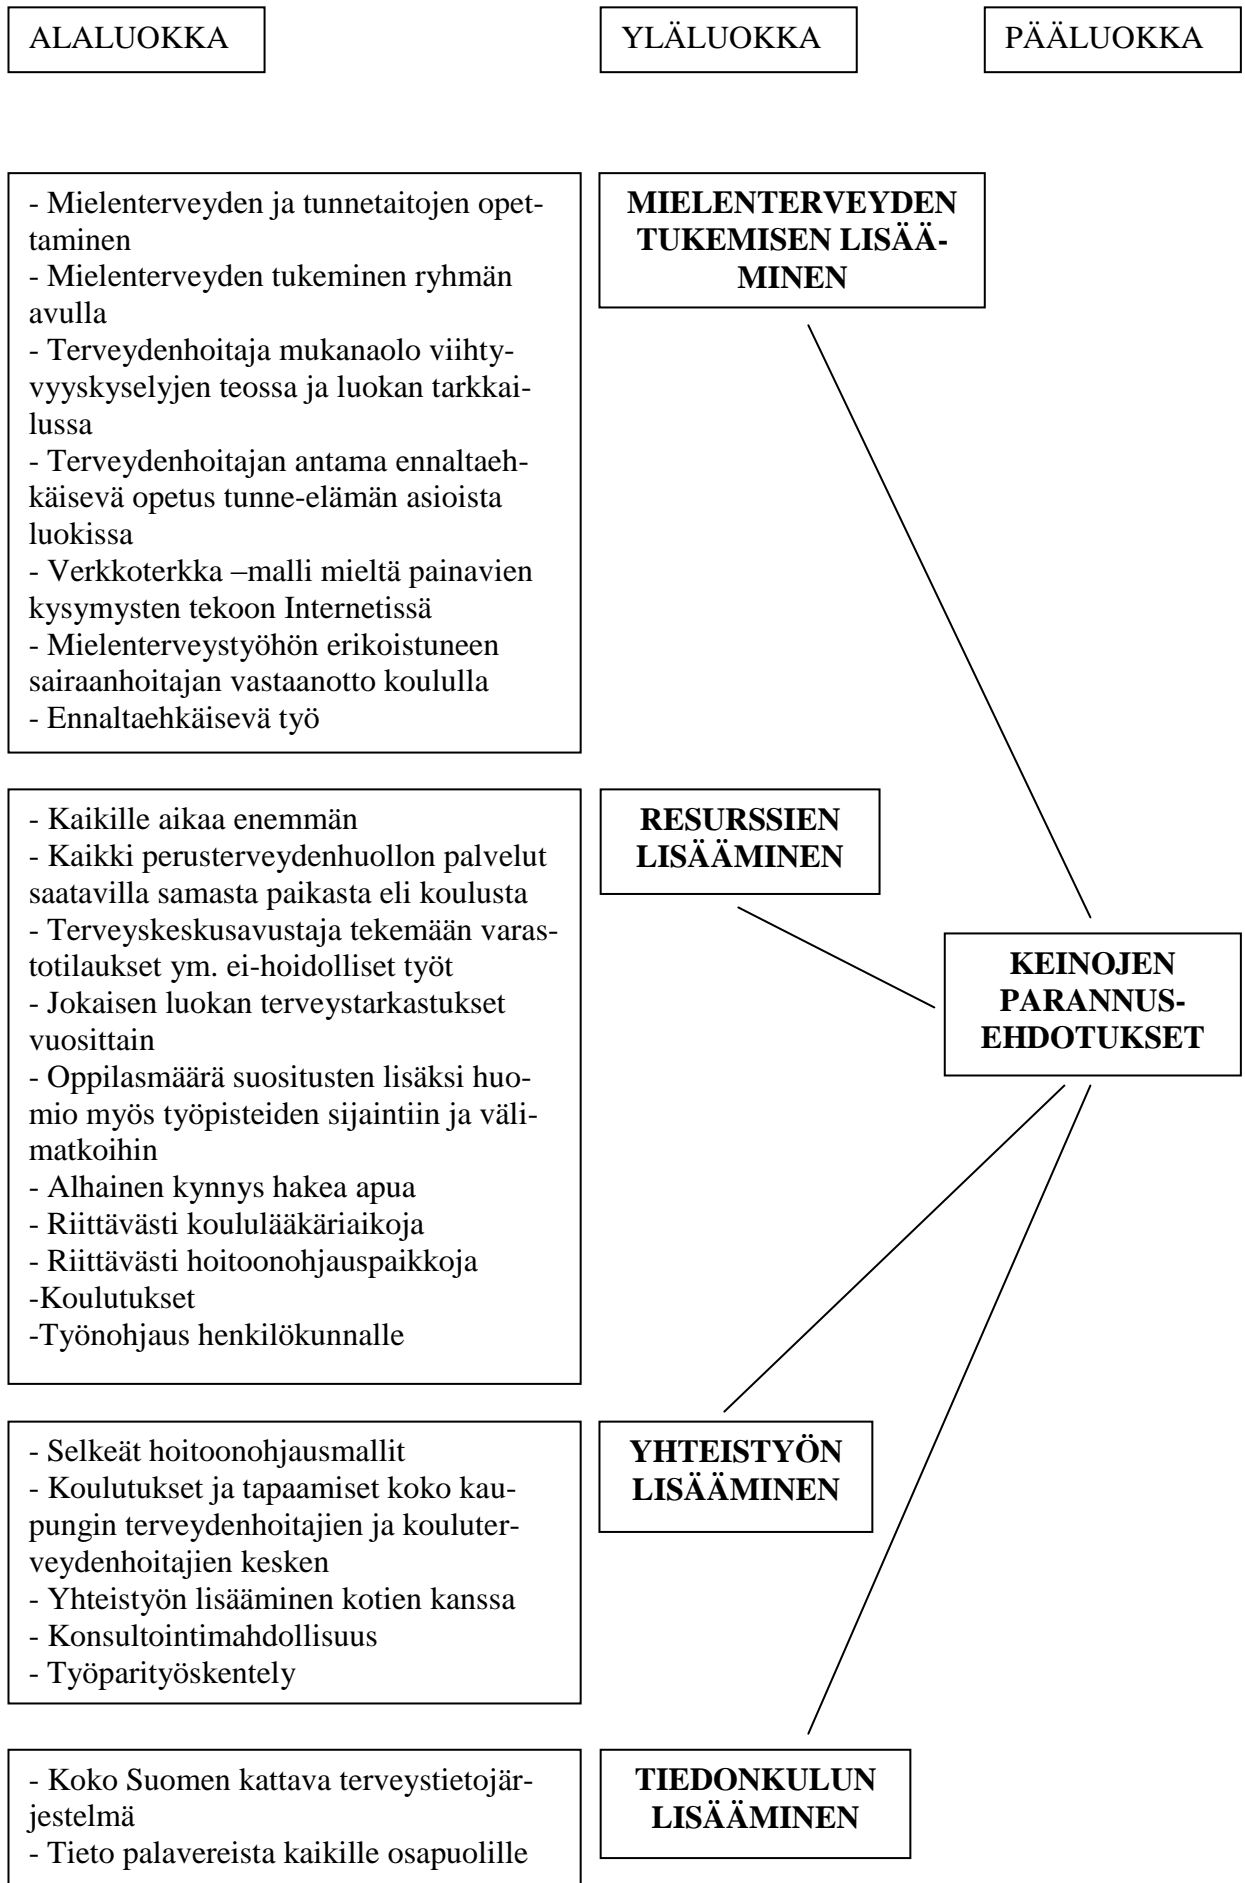 ALALUOKKA
YLÄLUOKKA
PÄÄLUOKKA
- Mielenterveyden ja tunnetaitojen opet-
taminen
- Mielenterveyden tukeminen ryhmän
avulla
- Terveydenhoitaja mukanaolo viihty-
vyyskyselyjen teossa ja luokan tarkkai-
lussa
- Terveydenhoitajan antama ennaltaeh-
käisevä opetus tunne-elämän asioista
luokissa
- Verkkoterkka –malli mieltä painavien
kysymysten tekoon Internetissä
- Mielenterveystyöhön erikoistuneen
sairaanhoitajan vastaanotto koululla
- Ennaltaehkäisevä työ
MIELENTERVEYDEN
TUKEMISEN LISÄÄ-
MINEN
- Kaikille aikaa enemmän
- Kaikki perusterveydenhuollon palvelut
saatavilla samasta paikasta eli koulusta
- Terveyskeskusavustaja tekemään varas-
totilaukset ym. ei-hoidolliset työt
- Jokaisen luokan terveystarkastukset
vuosittain
- Oppilasmäärä suositusten lisäksi huo-
mio myös työpisteiden sijaintiin ja väli-
matkoihin
- Alhainen kynnys hakea apua
- Riittävästi koululääkäriaikoja
- Riittävästi hoitoonohjauspaikkoja
-Koulutukset
-Työnohjaus henkilökunnalle
RESURSSIEN
LISÄÄMINEN
KEINOJEN
PARANNUS-
EHDOTUKSET
- Selkeät hoitoonohjausmallit
- Koulutukset ja tapaamiset koko kau-
pungin terveydenhoitajien ja kouluter-
veydenhoitajien kesken
- Yhteistyön lisääminen kotien kanssa
- Konsultointimahdollisuus
- Työparityöskentely
YHTEISTYÖN
LISÄÄMINEN
- Koko Suomen kattava terveystietojär-
jestelmä
- Tieto palavereista kaikille osapuolille
TIEDONKULUN
LISÄÄMINEN